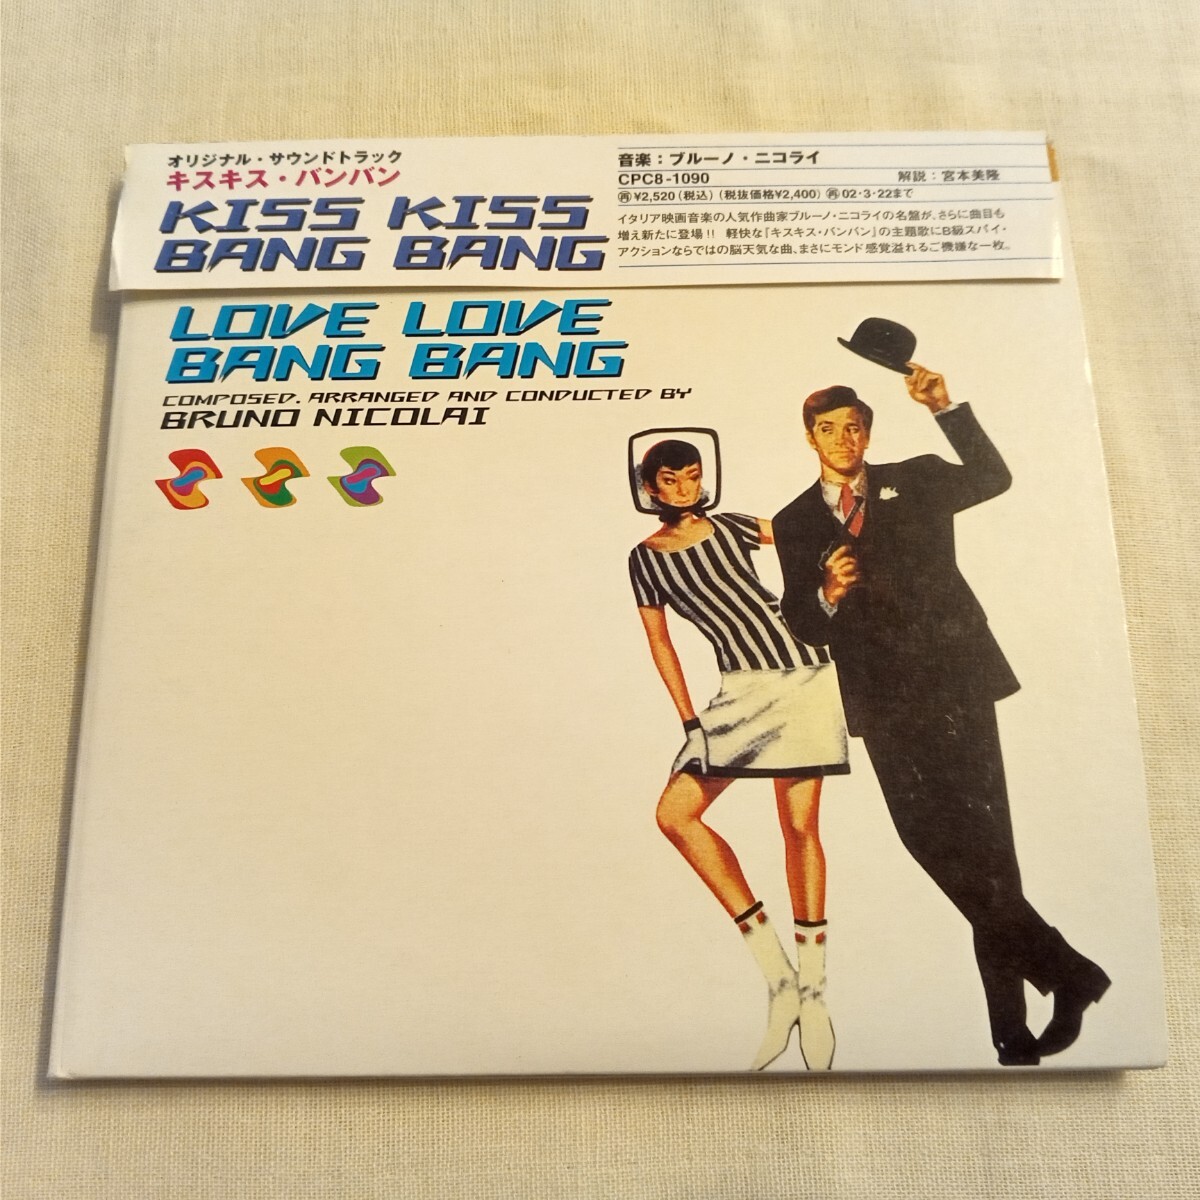 オリジナル・サウンドトラック
キスキス・バンバン
KISS KISS
BANG BANG
音楽：ブルーノ・ニコライ
CPC8-1090 解説：宮本美隆
㊢¥2,520（税込）（税抜価格¥2,400）㊢02・3・22まで
イタリア映画音楽の人気作曲家ブルーノ・ニコライの名盤が、さらに曲目も
増え新たに登場!! 軽快な『キスキス・バンバン』の主題歌にB級スパイ・
アクションならではの脳天気な曲、まさにモンド感覚溢れるご機嫌な一枚。
LOVE LOVE
BANG BANG
COMPOSED, ARRANGED AND CONDUCTED BY
BRUNO NICOLAI